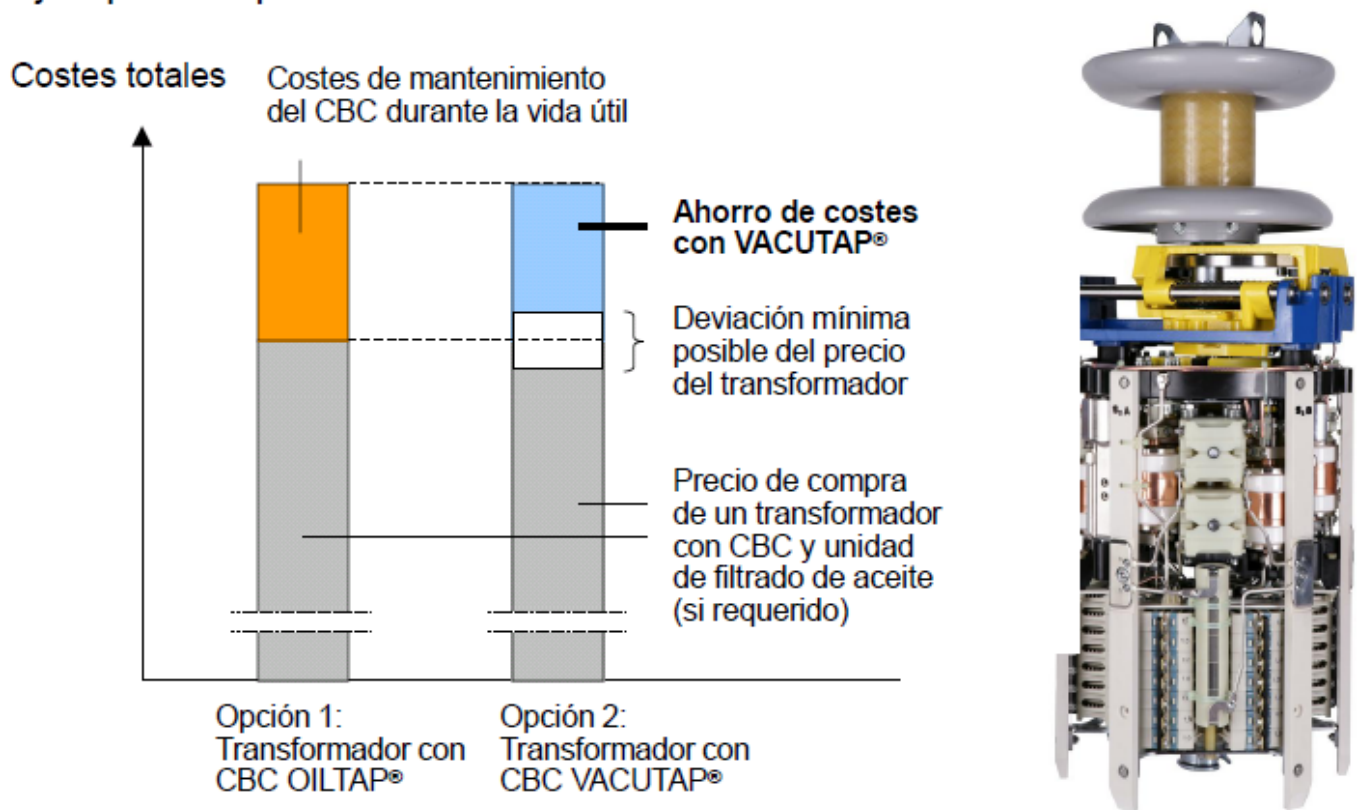 Costes totales
Costes de mantenimiento
del CBC durante la vida útil
Ahorro de costes
con VACUTAP®
Deviación mínima
posible del precio
del transformador
Precio de compra
de un transformador
con CBC y unidad
de filtrado de aceite
(si requerido)
Opción 1:
Transformador con
CBC OILTAP®
Opción 2:
Transformador con
CBC VACUTAP®